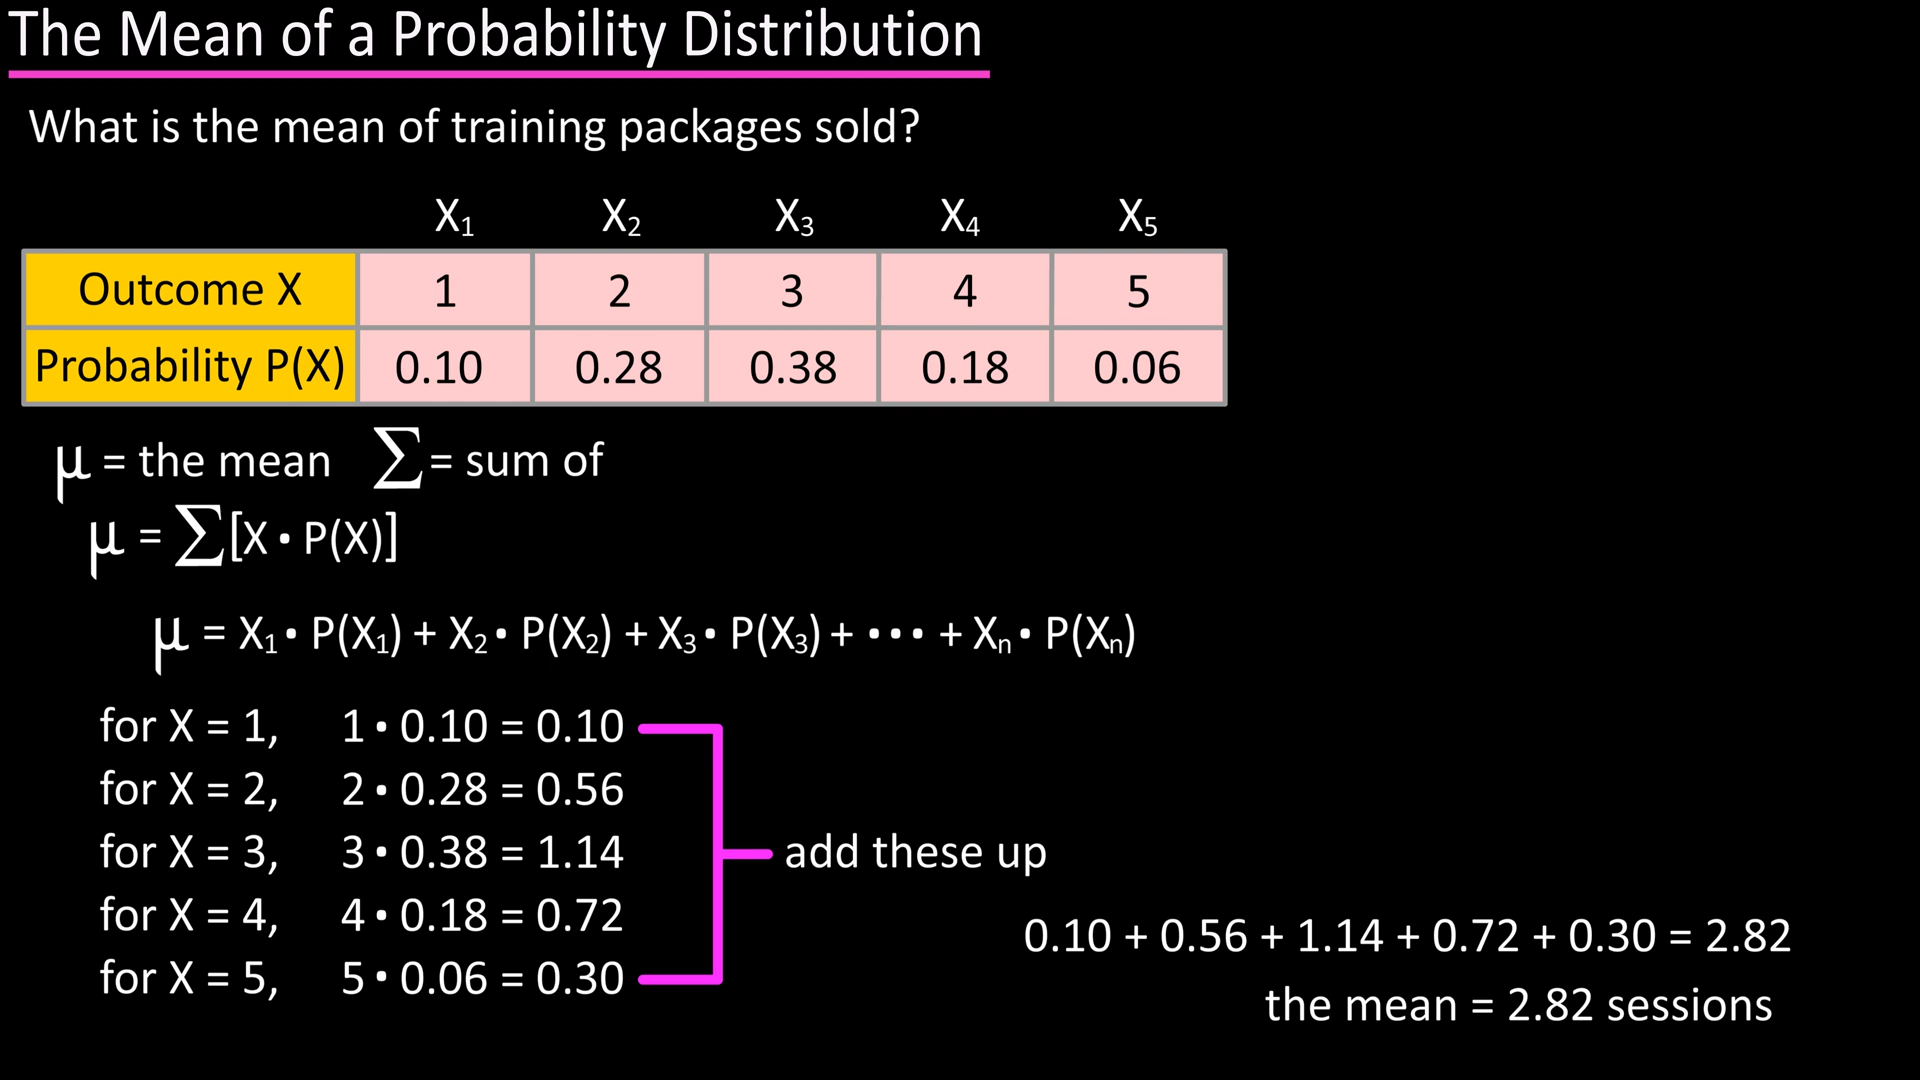 The Mean of a Probability Distribution
What is the mean of training packages sold?
X₁ X₂ X₃ X₄ X₅
Outcome X 1 2 3 4 5
Probability P(X) 0.10 0.28 0.38 0.18 0.06
μ = the mean ∑ = sum of
μ = ∑[X · P(X)]
μ = X₁ · P(X₁) + X₂ · P(X₂) + X₃ · P(X₃) + ··· + Xₙ · P(Xₙ)
for X = 1, 1 · 0.10 = 0.10
for X = 2, 2 · 0.28 = 0.56
for X = 3, 3 · 0.38 = 1.14
add these up
for X = 4, 4 · 0.18 = 0.72
for X = 5, 5 · 0.06 = 0.30
0.10 + 0.56 + 1.14 + 0.72 + 0.30 = 2.82
the mean = 2.82 sessions